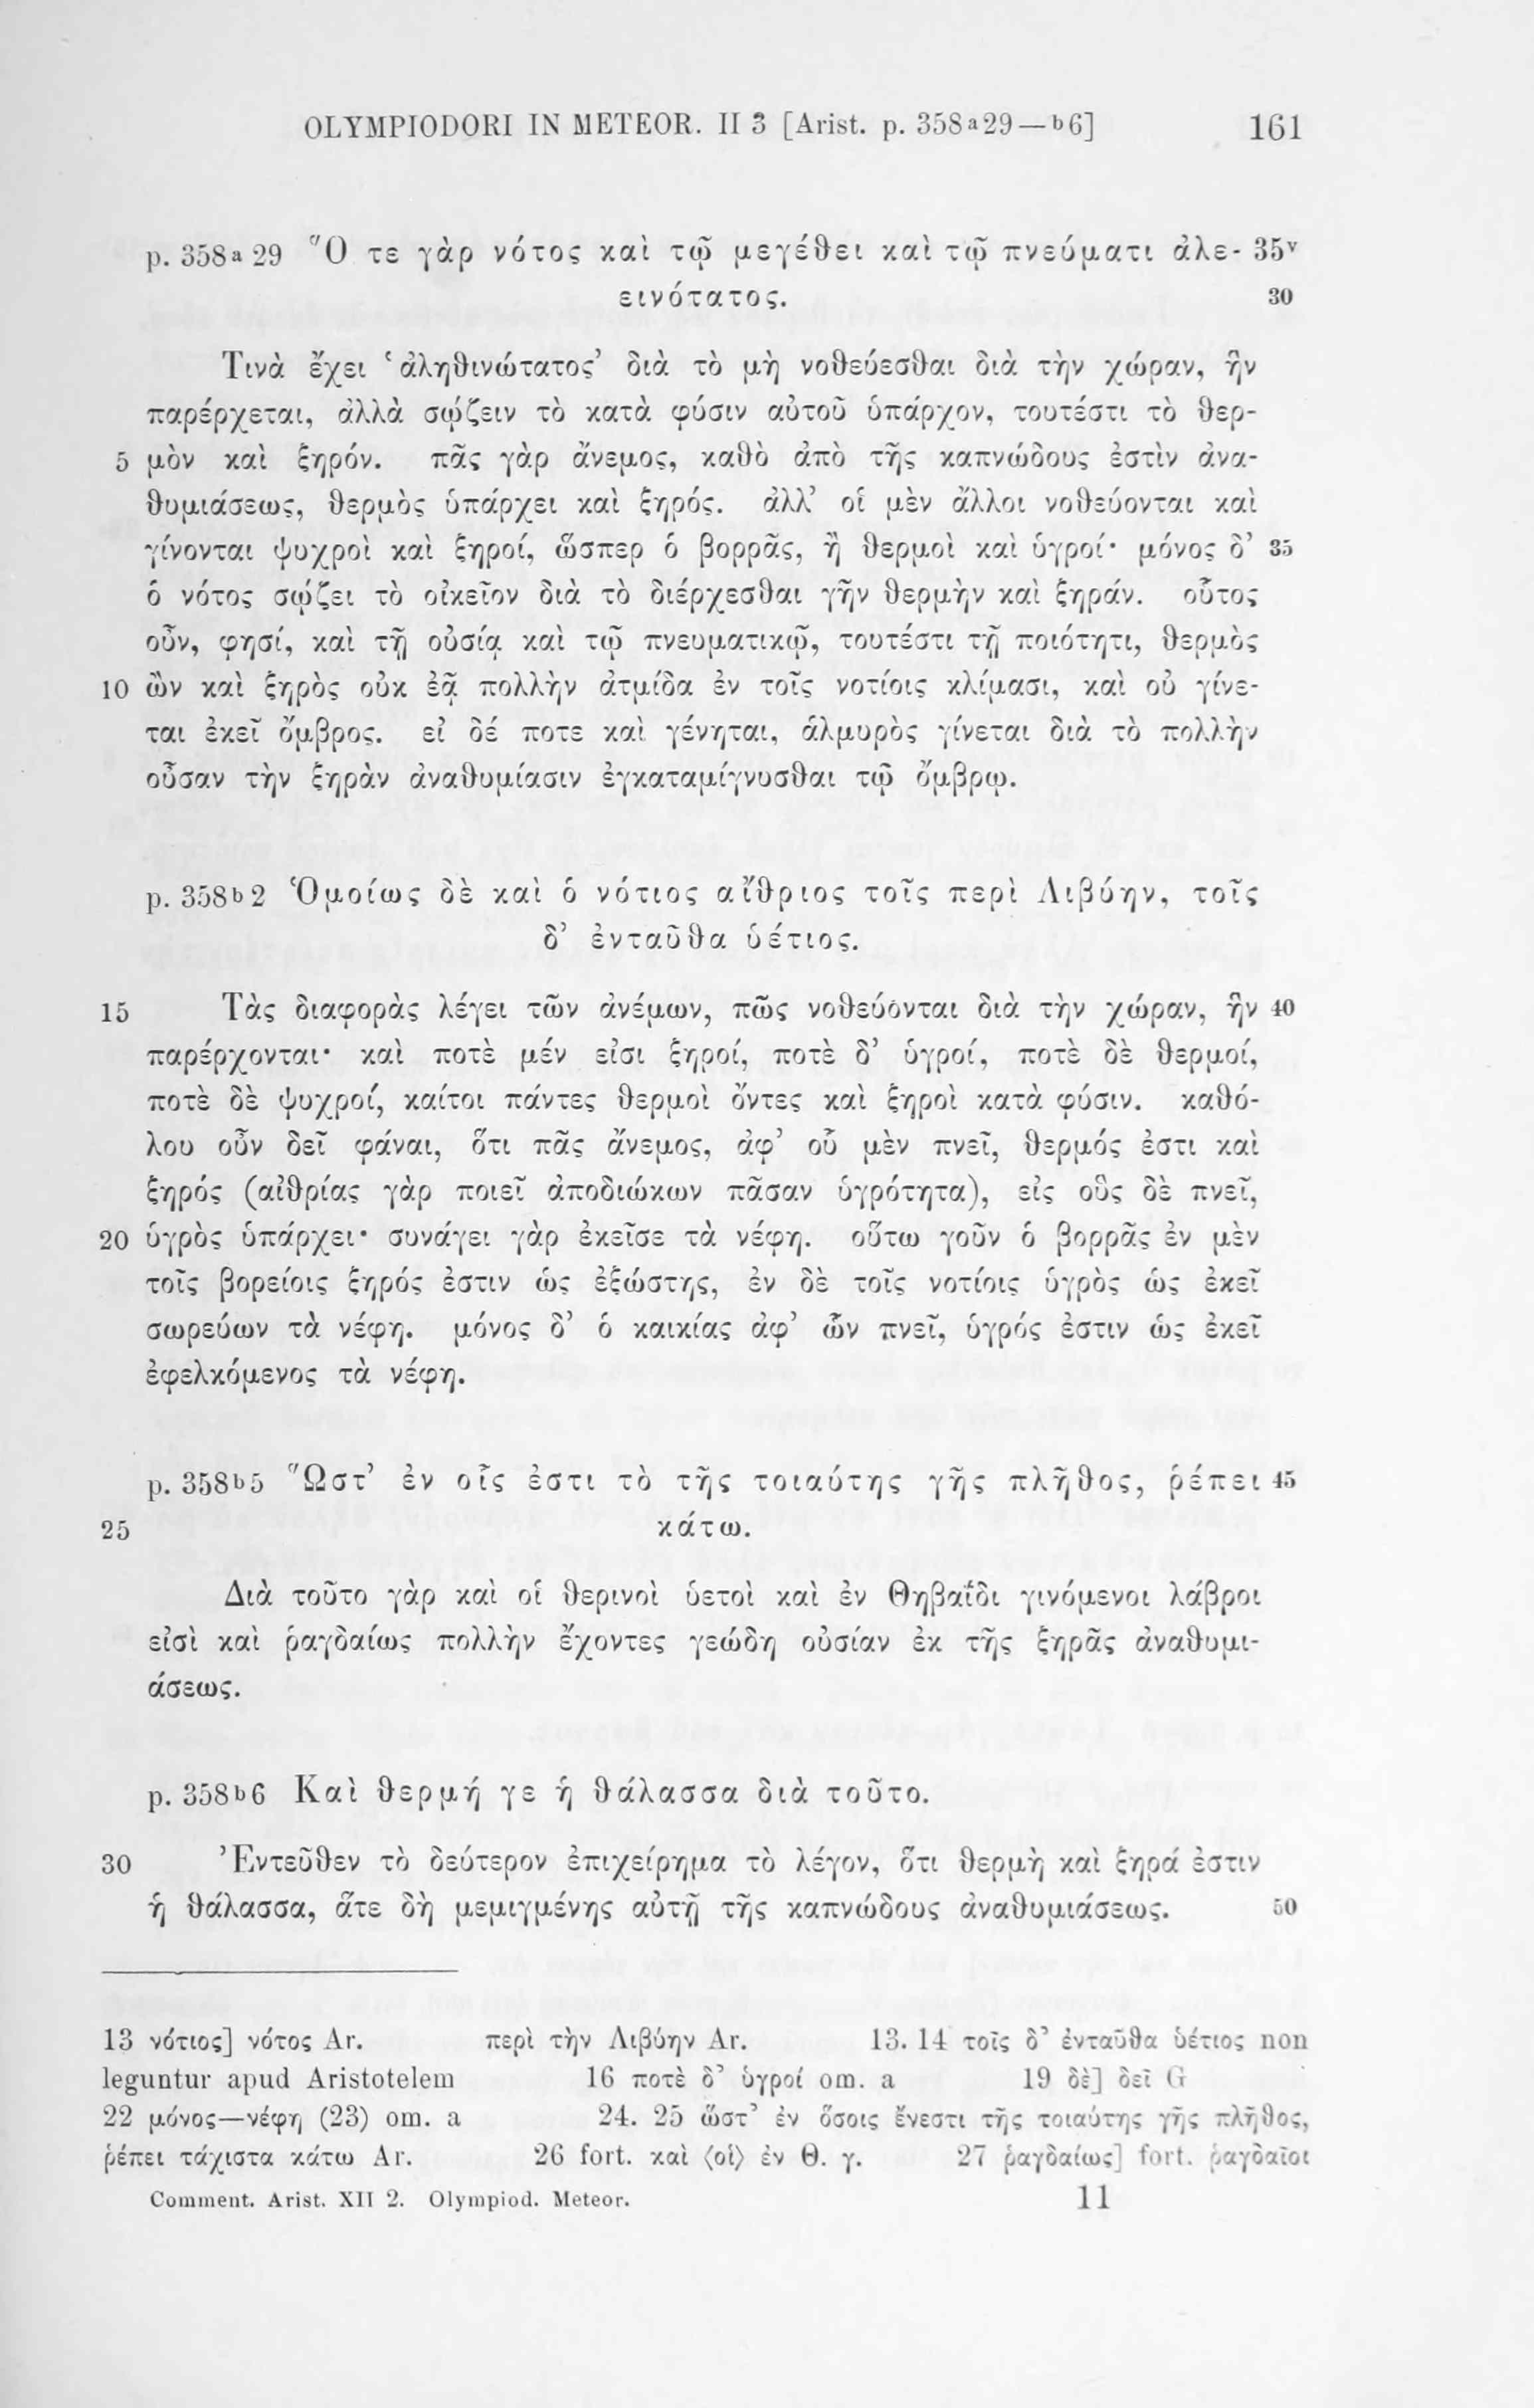 OLYMPIODORI IN METEOR. II 3 [Arist. p. 358a29—b6] 161
p. 358a 29 Ὅ τε γὰρ νότος καὶ τῷ μεγέθει καὶ τῷ πνεύματι ἀλε- 35v
εινότατος. 30
Τινὰ ἔχει ‘ἀληθινώτατος’ διὰ τὸ μὴ νοθεύεσθαι διὰ τὴν χώραν, ἣν
παρέρχεται, ἀλλὰ σῴζειν τὸ κατὰ φύσιν αὐτοῦ ὑπάρχον, τουτέστι τὸ θερ-
5 μὸν καὶ ξηρόν. πᾶς γὰρ ἄνεμος, καθὸ ἀπὸ τῆς καπνώδους ἐστὶν ἀνα-
θυμιάσεως, θερμὸς ὑπάρχει καὶ ξηρός. ἀλλ’ οἱ μὲν ἄλλοι νοθεύονται καὶ
γίνονται ψυχροὶ καὶ ξηροί, ὥσπερ ὁ βορρᾶς, ἢ θερμοὶ καὶ ὑγροί· μόνος δ’ 35
ὁ νότος σῴζει τὸ οἰκεῖον διὰ τὸ διέρχεσθαι γῆν θερμὴν καὶ ξηράν. οὗτος
οὖν, φησί, καὶ τῇ οὐσίᾳ καὶ τῷ πνευματικῷ, τουτέστι τῇ ποιότητι, θερμὸς
10 ὢν καὶ ξηρὸς οὐκ ἐᾷ πολλὴν ἀτμίδα ἐν τοῖς νοτίοις κλίμασι, καὶ οὐ γίνε-
ται ἐκεῖ ὄμβρος. εἰ δέ ποτε καὶ γένηται, ἁλμυρὸς γίνεται διὰ τὸ πολλὴν
οὖσαν τὴν ξηρὰν ἀναθυμίασιν ἐγκαταμίγνυσθαι τῷ ὄμβρῳ.
p. 358b2 Ὁμοίως δὲ καὶ ὁ νότιος αἴθριος τοῖς περὶ Λιβύην, τοῖς
δ’ ἐνταῦθα ὑέτιος.
15 Τὰς διαφορὰς λέγει τῶν ἀνέμων, πῶς νοθεύονται διὰ τὴν χώραν, ἣν 40
παρέρχονται· καὶ ποτὲ μέν εἰσι ξηροί, ποτὲ δ’ ὑγροί, ποτὲ δὲ θερμοί,
ποτὲ δὲ ψυχροί, καίτοι πάντες θερμοὶ ὄντες καὶ ξηροὶ κατὰ φύσιν. καθό-
λου οὖν δεῖ φάναι, ὅτι πᾶς ἄνεμος, ἀφ’ οὗ μὲν πνεῖ, θερμός ἐστι καὶ
ξηρός (αἰθρίας γὰρ ποιεῖ ἀποδιώκων πᾶσαν ὑγρότητα), εἰς οὓς δὲ πνεῖ,
20 ὑγρὸς ὑπάρχει· συνάγει γὰρ ἐκεῖσε τὰ νέφη. οὕτω γοῦν ὁ βορρᾶς ἐν μὲν
τοῖς βορείοις ξηρός ἐστιν ὡς ἐξώστης, ἐν δὲ τοῖς νοτίοις ὑγρὸς ὡς ἐκεῖ
σωρεύων τὰ νέφη. μόνος δ’ ὁ καικίας ἀφ’ ὧν πνεῖ, ὑγρός ἐστιν ὡς ἐκεῖ
ἐφελκόμενος τὰ νέφη.
p. 358b5 Ὥστ’ ἐν οἷς ἐστι τὸ τῆς τοιαύτης γῆς πλῆθος, ῥέπει 45
25 κάτω.
Διὰ τοῦτο γὰρ καὶ οἱ θερινοὶ ὑετοὶ καὶ ἐν Θηβαΐδι γινόμενοι λάβροι
εἰσὶ καὶ ῥαγδαίως πολλὴν ἔχοντες γεώδη οὐσίαν ἐκ τῆς ξηρᾶς ἀναθυμι-
άσεως.
p. 358b6 Καὶ θερμή γε ἡ θάλασσα διὰ τοῦτο.
30 Ἐντεῦθεν τὸ δεύτερον ἐπιχείρημα τὸ λέγον, ὅτι θερμὴ καὶ ξηρά ἐστιν
ἡ θάλασσα, ἅτε δὴ μεμιγμένης αὐτῇ τῆς καπνώδους ἀναθυμιάσεως. 50
13 νότιος] νότος Ar. περὶ τὴν Λιβύην Ar. 13. 14 τοῖς δ’ ἐνταῦθα ὑέτιος non
leguntur apud Aristotelem 16 ποτὲ δ’ ὑγροί om. a 19 δὲ] δεῖ G
22 μόνος—νέφη (23) om. a 24. 25 ὥστ’ ἐν ὅσοις ἔνεστι τῆς τοιαύτης γῆς πλῆθος,
ῥέπει τάχιστα κάτω Ar. 26 fort. καὶ ⟨οἱ⟩ ἐν Θ. γ. 27 ῥαγδαίως] fort. ῥαγδαῖοι
Comment. Arist. XII 2. Olympiod. Meteor. 11